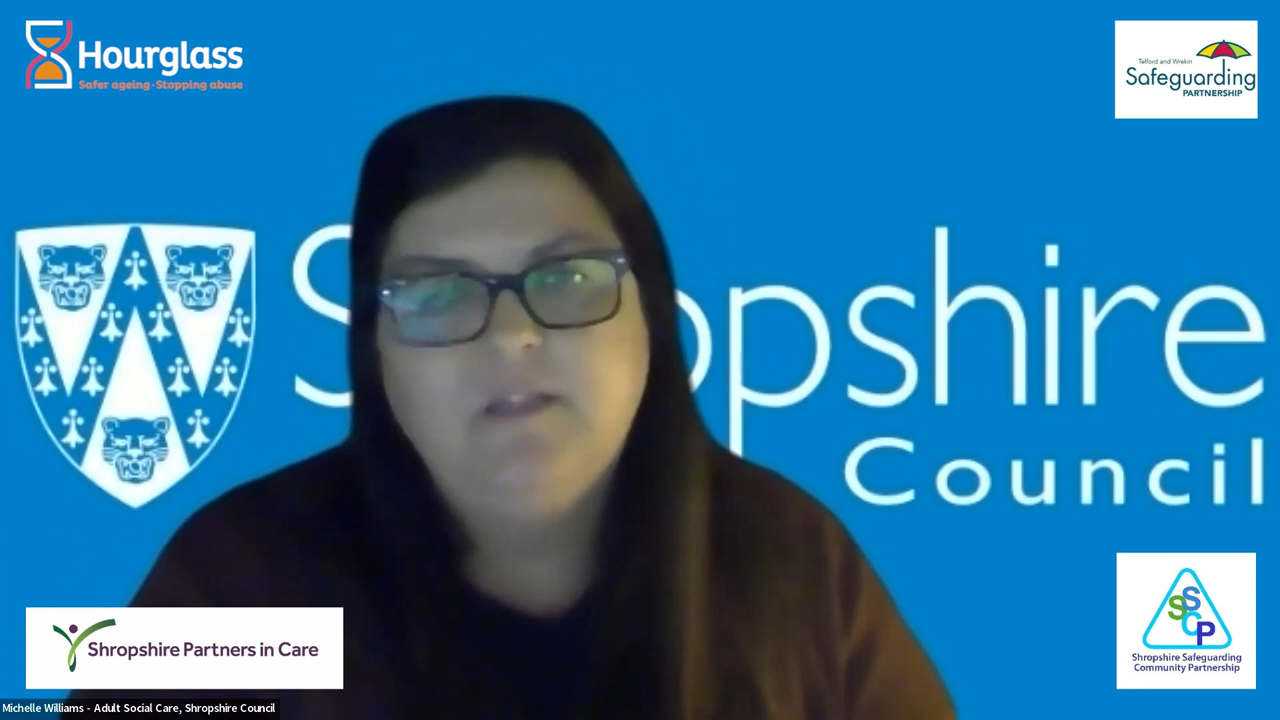 Hourglass
Safer ageing·Stopping abuse
Telford and Wrekin
Safeguarding
PARTNERSHIP
Shropshire
Council
Shropshire Partners in Care
SSCP
Shropshire Safeguarding
Community Partnership
Michelle Williams - Adult Social Care, Shropshire Council